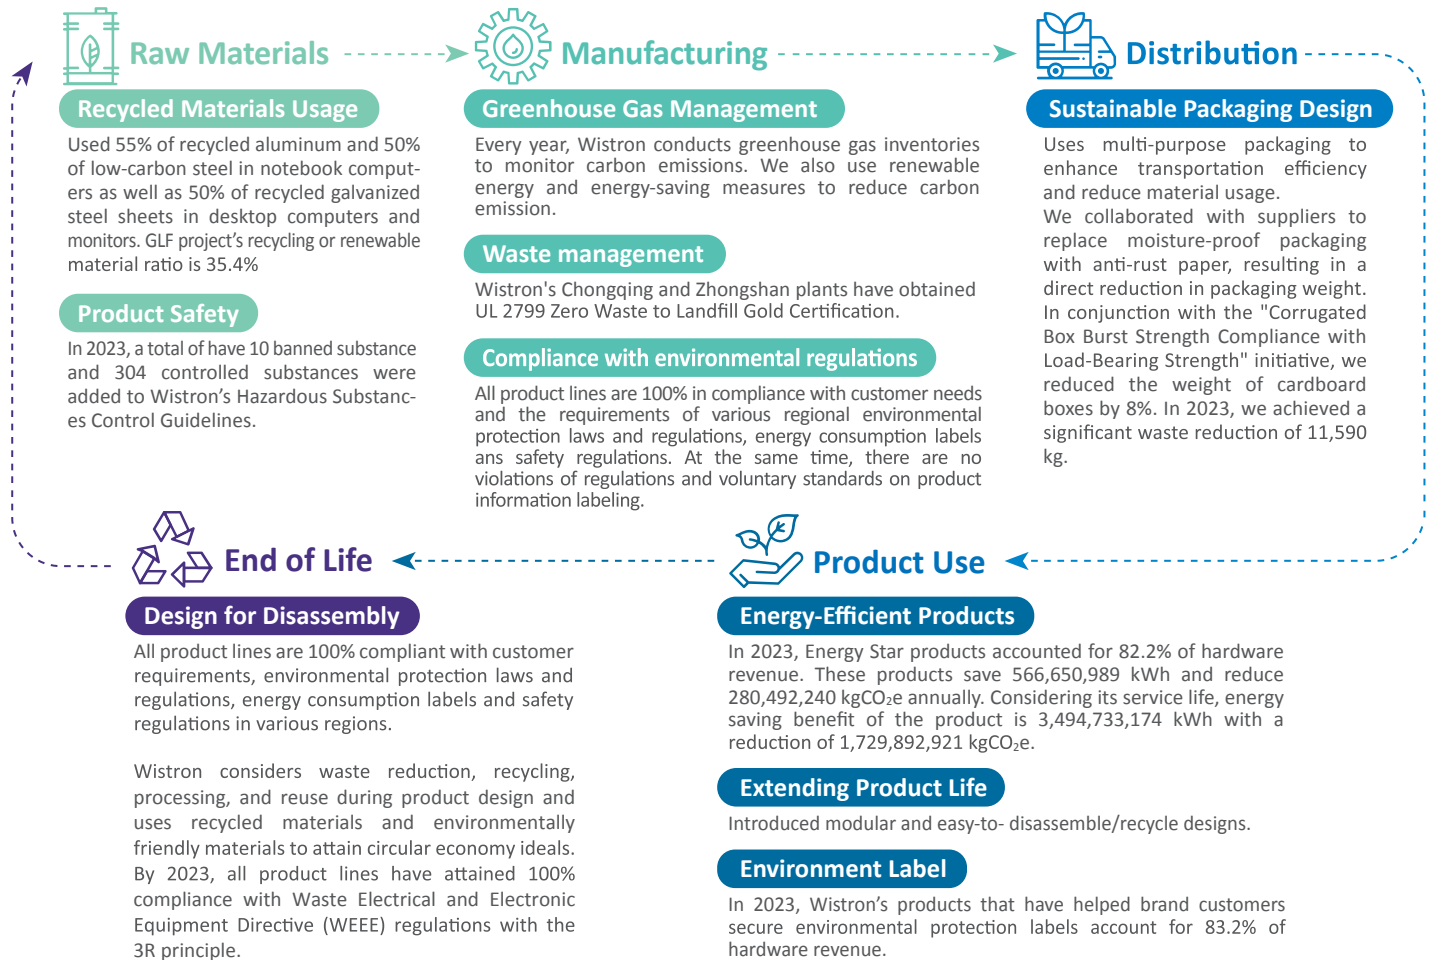 Raw Materials
Recycled Materials Usage
Used 55% of recycled aluminum and 50%
of low-carbon steel in notebook comput-
ers as well as 50% of recycled galvanized
steel sheets in desktop computers and
monitors. GLF project’s recycling or renewable
material ratio is 35.4%
Product Safety
In 2023, a total of have 10 banned substance
and 304 controlled substances were
added to Wistron’s Hazardous Substanc-
es Control Guidelines.
Manufacturing
Greenhouse Gas Management
Every year, Wistron conducts greenhouse gas inventories
to monitor carbon emissions. We also use renewable
energy and energy-saving measures to reduce carbon
emission.
Waste management
Wistron's Chongqing and Zhongshan plants have obtained
UL 2799 Zero Waste to Landfill Gold Certification.
Compliance with environmental regulations
All product lines are 100% in compliance with customer needs
and the requirements of various regional environmental
protection laws and regulations, energy consumption labels
ans safety regulations. At the same time, there are no
violations of regulations and voluntary standards on product
information labeling.
Distribution
Sustainable Packaging Design
Uses multi-purpose packaging to
enhance transportation efficiency
and reduce material usage.
We collaborated with suppliers to
replace moisture-proof packaging
with anti-rust paper, resulting in a
direct reduction in packaging weight.
In conjunction with the "Corrugated
Box Burst Strength Compliance with
Load-Bearing Strength" initiative, we
reduced the weight of cardboard
boxes by 8%. In 2023, we achieved a
significant waste reduction of 11,590
kg.
Product Use
Energy-Efficient Products
In 2023, Energy Star products accounted for 82.2% of hardware
revenue. These products save 566,650,989 kWh and reduce
280,492,240 kgCO₂e annually. Considering its service life, energy
saving benefit of the product is 3,494,733,174 kWh with a
reduction of 1,729,892,921 kgCO₂e.
Extending Product Life
Introduced modular and easy-to- disassemble/recycle designs.
Environment Label
In 2023, Wistron’s products that have helped brand customers
secure environmental protection labels account for 83.2% of
hardware revenue.
End of Life
Design for Disassembly
All product lines are 100% compliant with customer
requirements, environmental protection laws and
regulations, energy consumption labels and safety
regulations in various regions.
Wistron considers waste reduction, recycling,
processing, and reuse during product design and
uses recycled materials and environmentally
friendly materials to attain circular economy ideals.
By 2023, all product lines have attained 100%
compliance with Waste Electrical and Electronic
Equipment Directive (WEEE) regulations with the
3R principle.